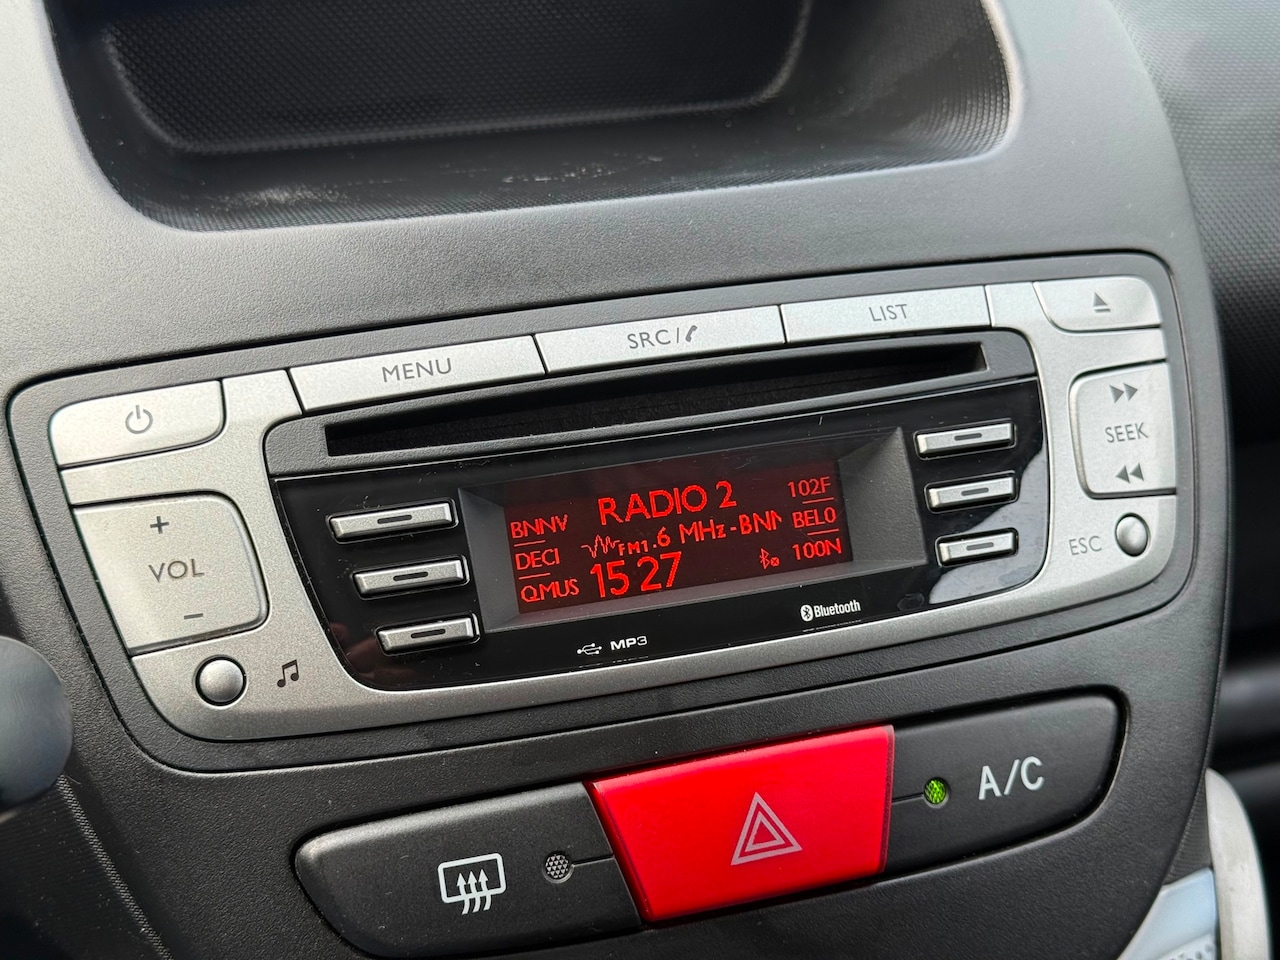 MENU
SRC/
LIST
+
VOL
−
SEEK
ESC
BNNV
DECI
QMUS
RADIO 2
FM1.6 MHz-BNN
15 27
102F
BEL0
100N
MP3
Bluetooth
A/C